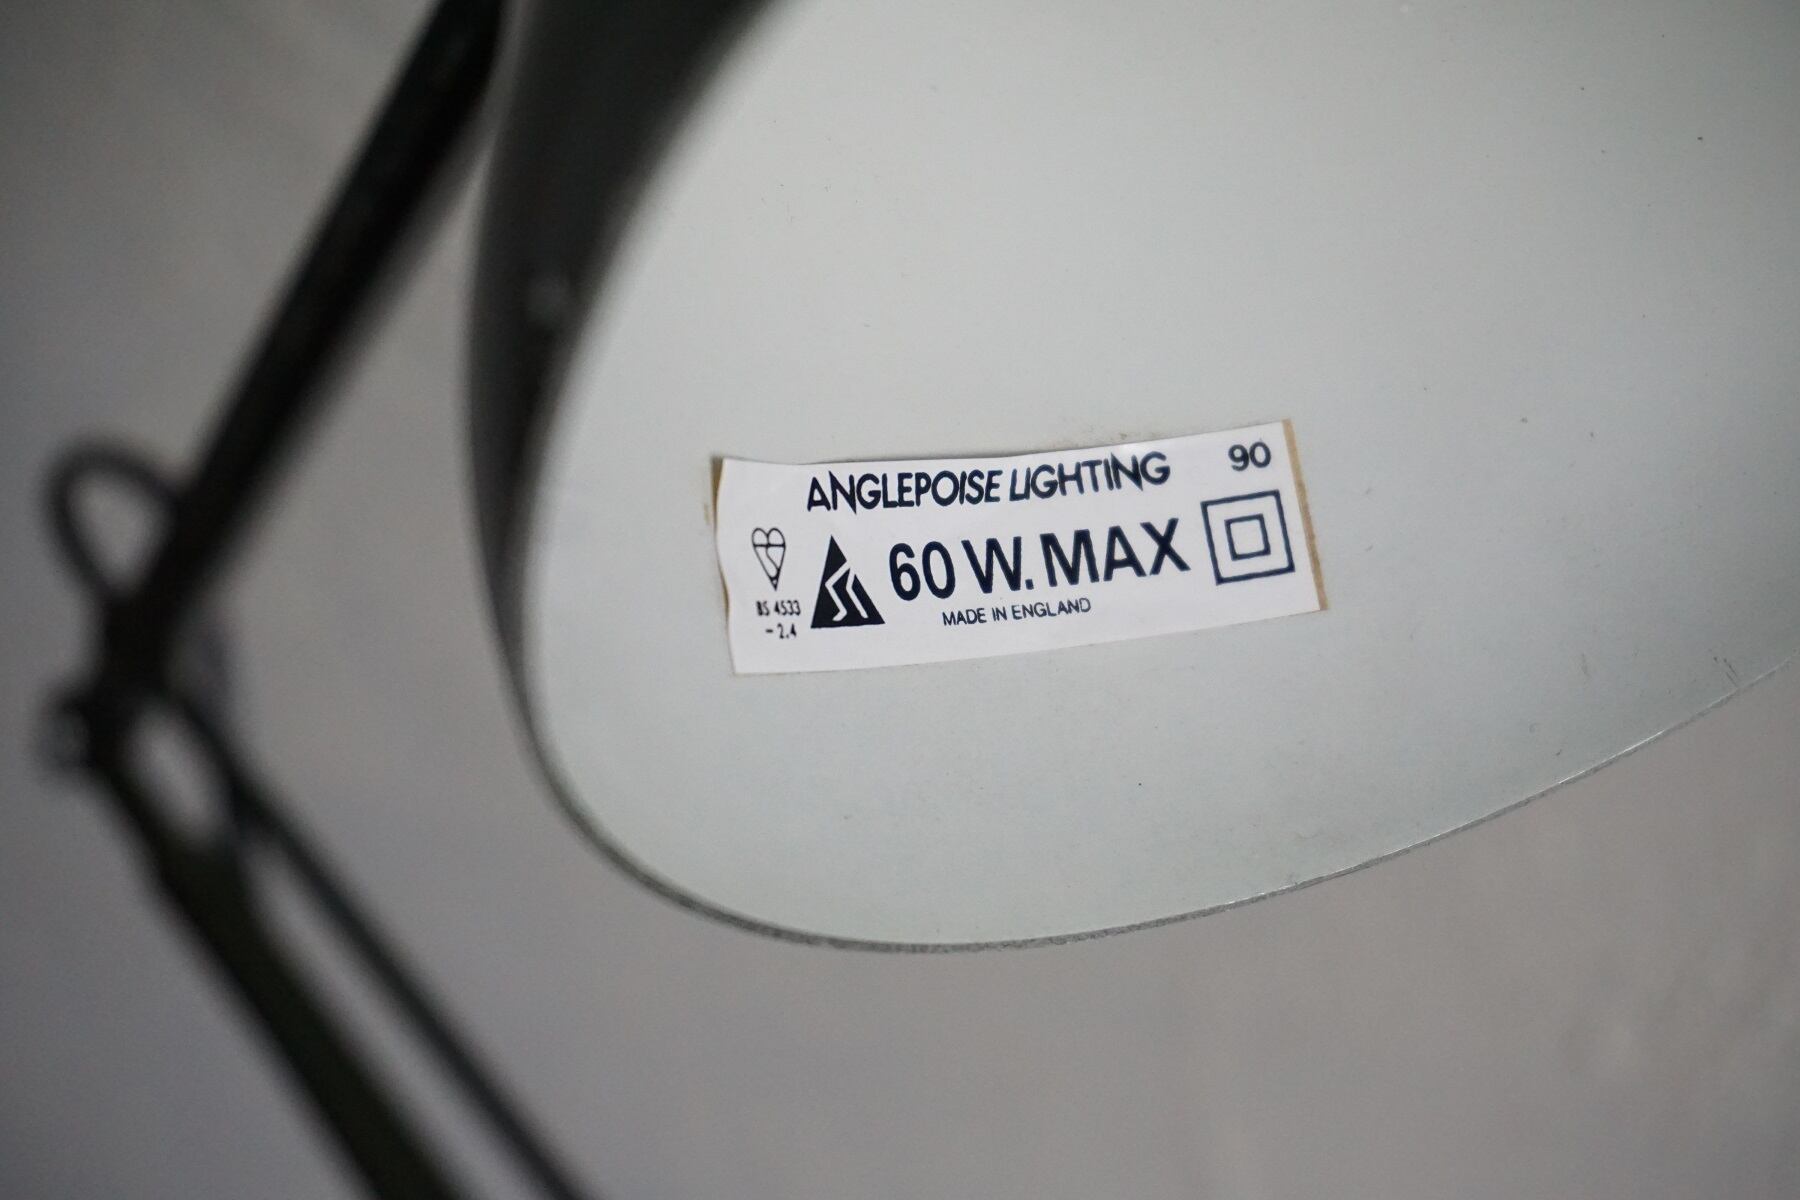 ANGLEPOISE LIGHTING 90
60 W. MAX
MADE IN ENGLAND
BS 4533
- 2.4